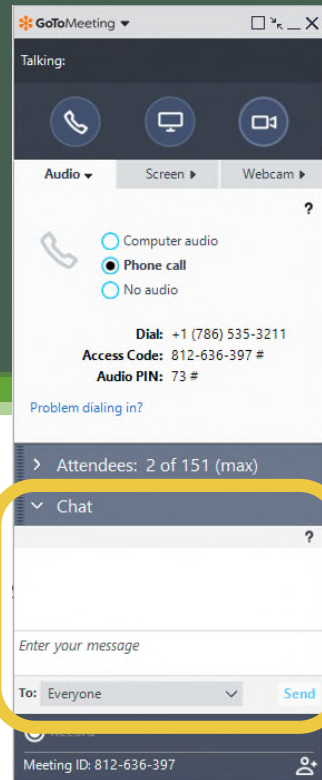 GoToMeeting
Talking:
Audio Screen Webcam
?
Computer audio
Phone call
No audio
Dial: +1 (786) 535-3211
Access Code: 812-636-397 #
Audio PIN: 73 #
Problem dialing in?
Attendees: 2 of 151 (max)
Chat
?
Enter your message
To: Everyone Send
Record
Meeting ID: 812-636-397